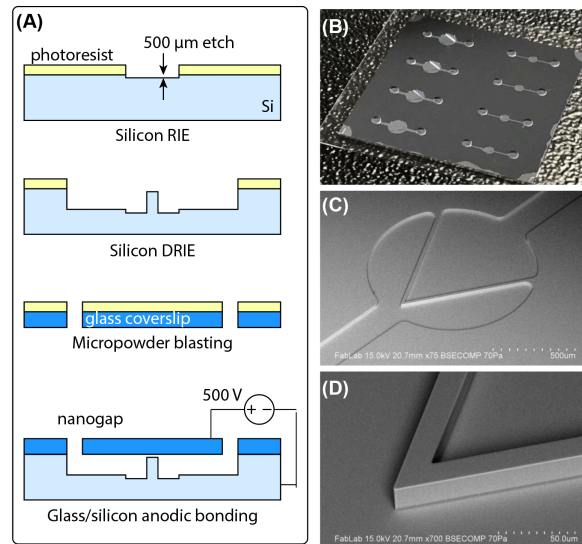 (A)
photoresist
500 µm etch
Si
Silicon RIE
Silicon DRIE
glass coverslip
Micropowder blasting
500 V
+ −
nanogap
Glass/silicon anodic bonding
(B)
(C)
FabLab 15.0kV 20.7mm x75 BSECOMP 70Pa
500um
(D)
FabLab 15.0kV 20.7mm x700 BSECOMP 70Pa
50.0um